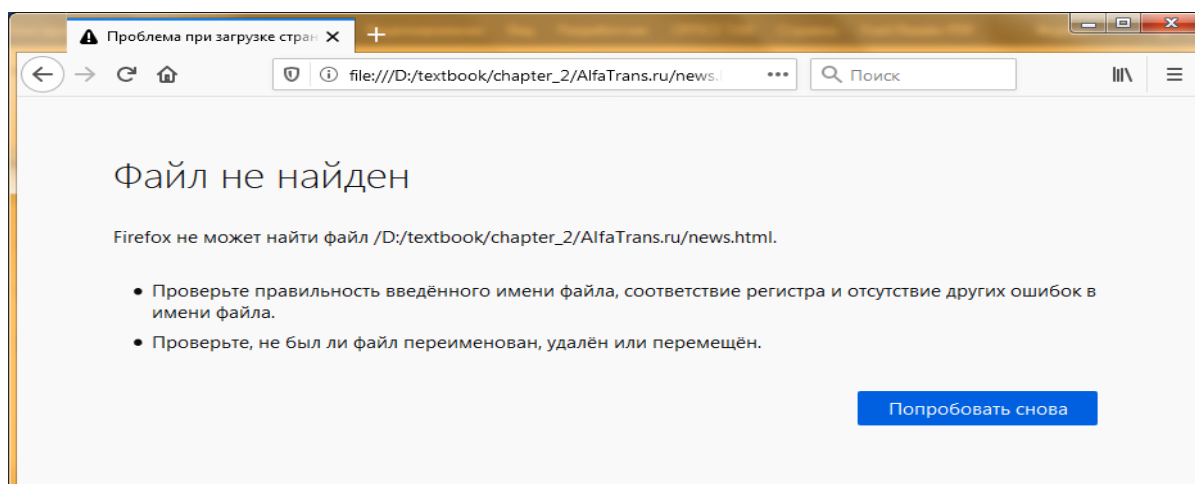 Проблема при загрузке стран
file:///D:/textbook/chapter_2/AlfaTrans.ru/news.
Поиск
Файл не найден
Firefox не может найти файл /D:/textbook/chapter_2/AlfaTrans.ru/news.html.
• Проверьте правильность введённого имени файла, соответствие регистра и отсутствие других ошибок в
имени файла.
• Проверьте, не был ли файл переименован, удалён или перемещён.
Попробовать снова